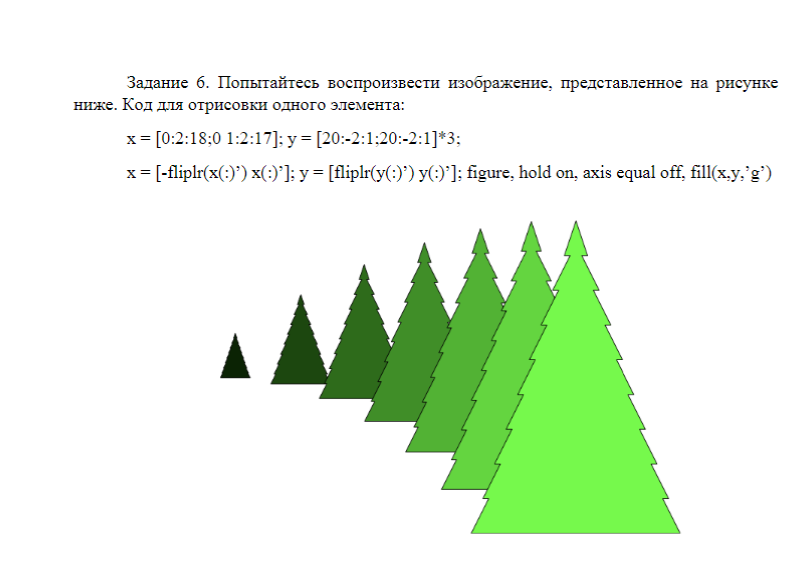 Задание 6. Попытайтесь воспроизвести изображение, представленное на рисунке
ниже. Код для отрисовки одного элемента:
x = [0:2:18;0 1:2:17]; y = [20:-2:1;20:-2:1]*3;
x = [-fliplr(x(:)’) x(:)’]; y = [fliplr(y(:)’) y(:)’]; figure, hold on, axis equal off, fill(x,y,’g’)